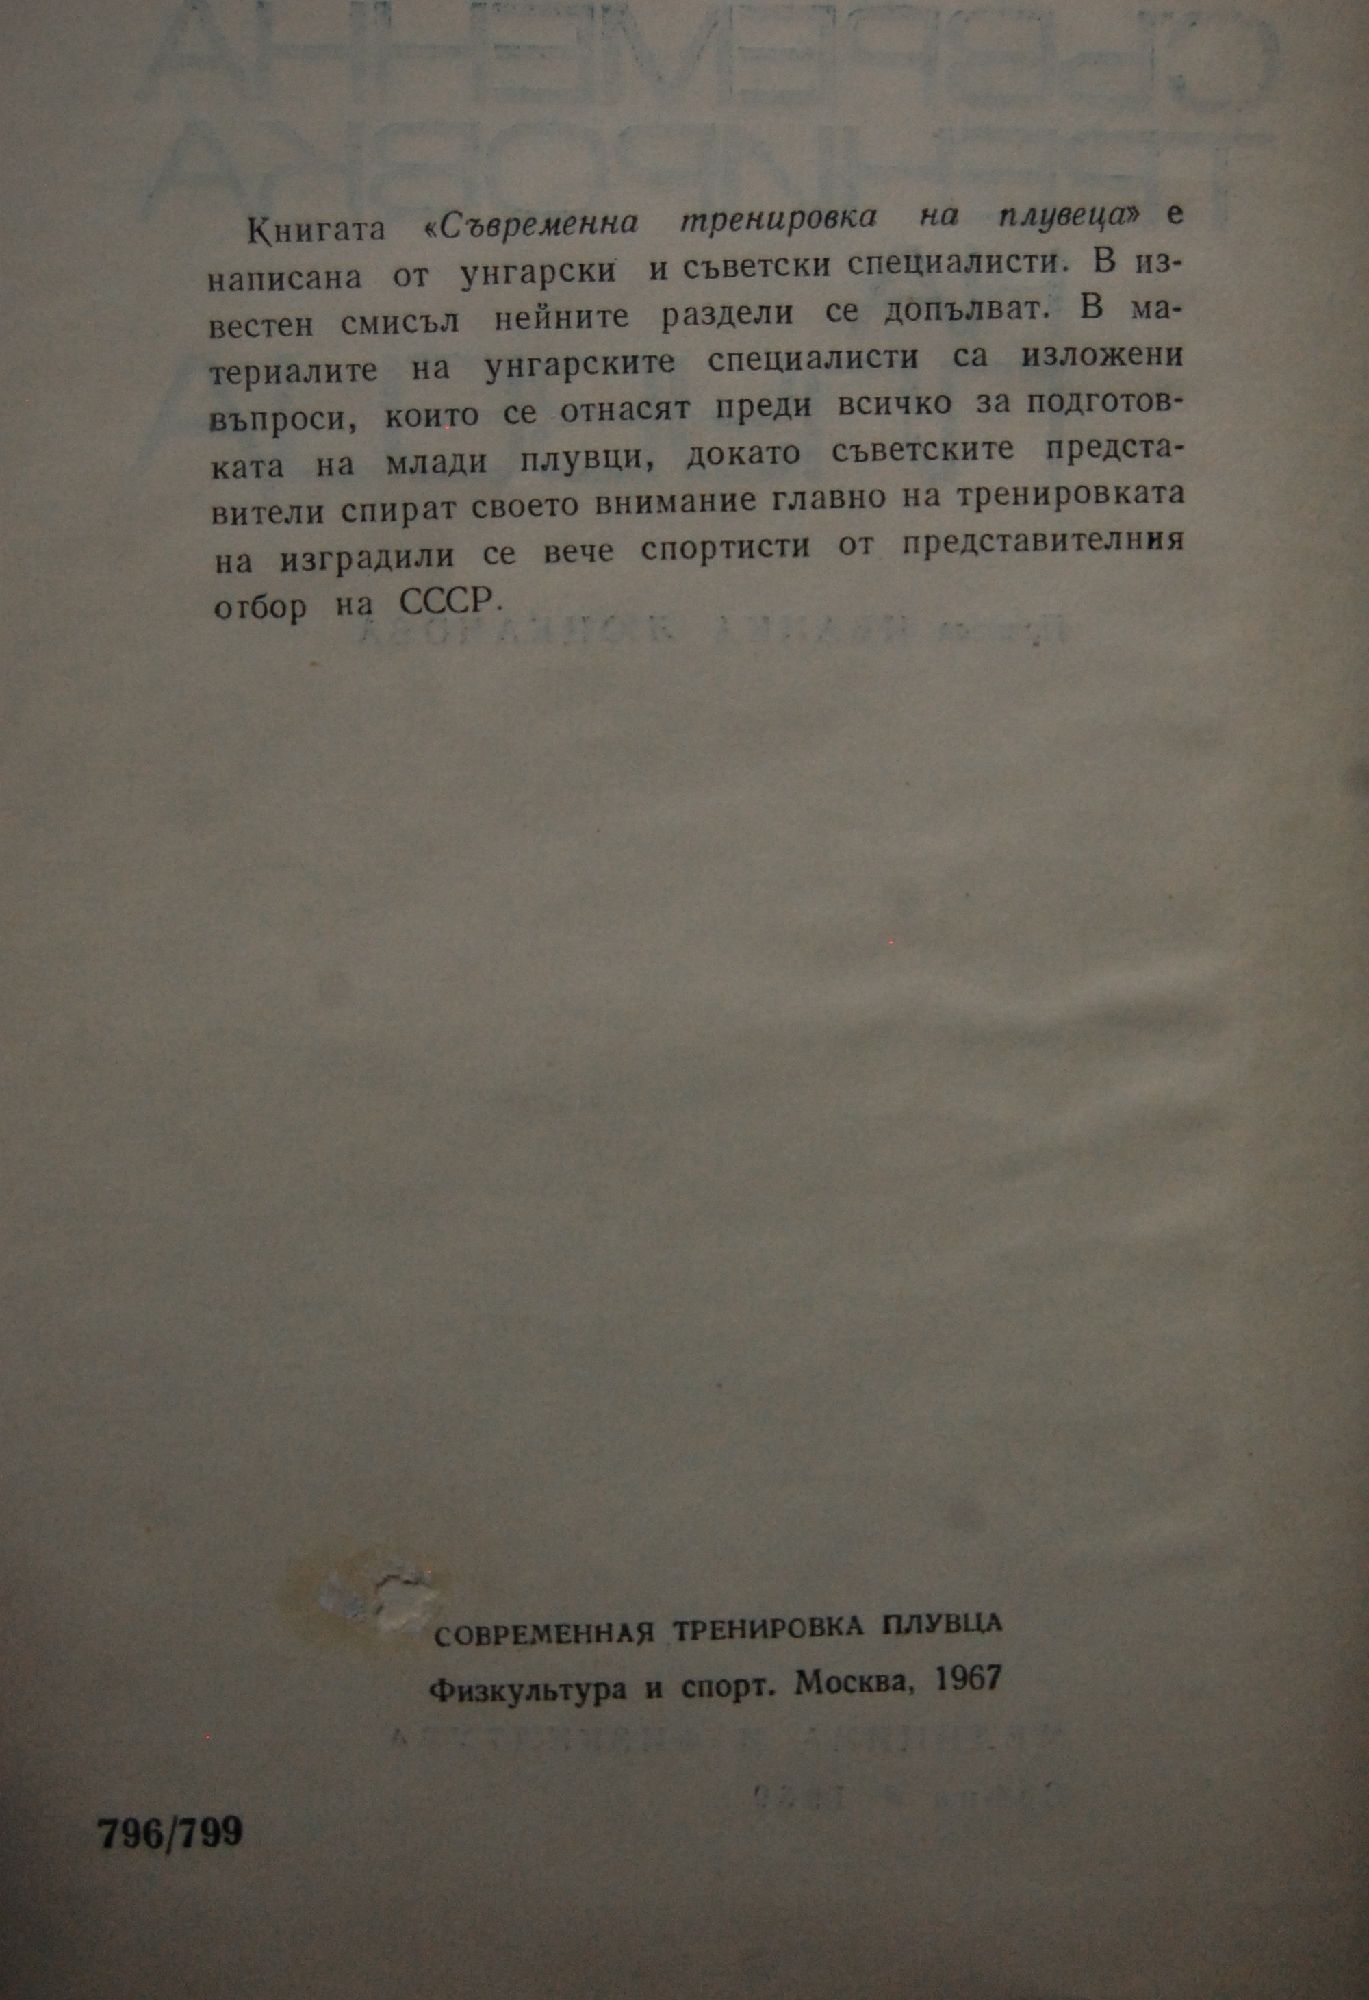 Книгата «Съвременна тренировка на плувеца» е
написана от унгарски и съветски специалисти. В из-
вестен смисъл нейните раздели се допълват. В ма-
териалите на унгарските специалисти са изложени
въпроси, които се отнасят преди всичко за подготов-
ката на млади плувци, докато съветските предста-
вители спират своето внимание главно на тренировката
на изградили се вече спортисти от представителния
отбор на СССР.
СОВРЕМЕННАЯ ТРЕНИРОВКА ПЛУВЦА
Физкультура и спорт. Москва, 1967
796/799